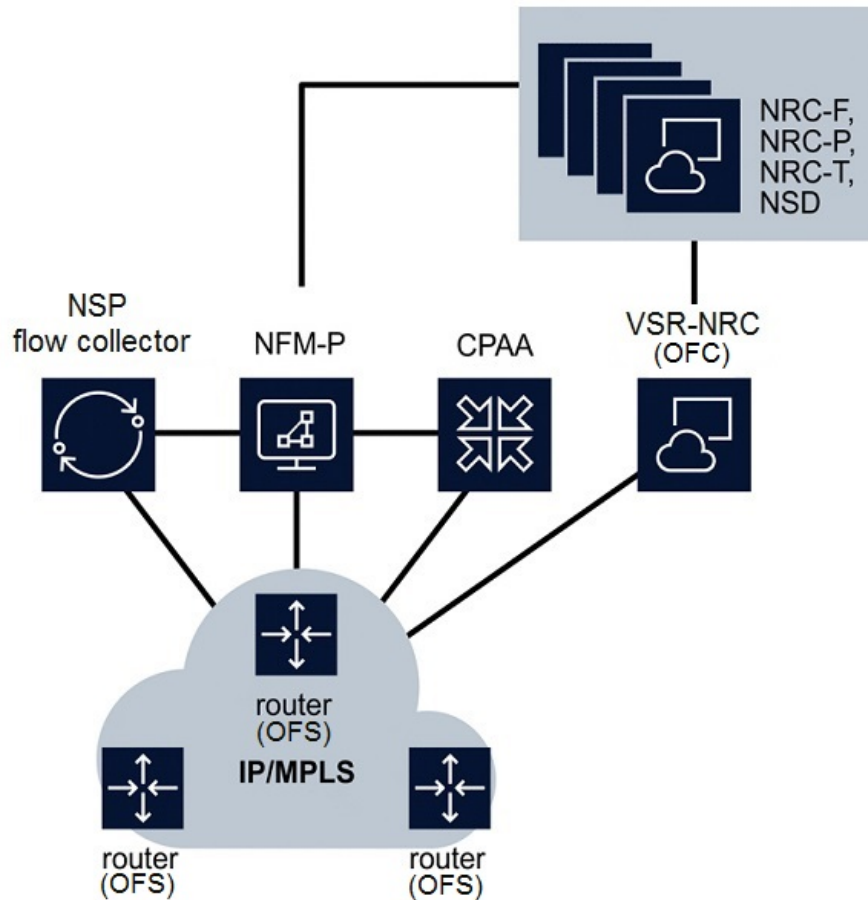 NRC-F,
NRC-P,
NRC-T,
NSD
NSP
flow collector
NFM-P
CPAA
VSR-NRC
(OFC)
router
(OFS)
IP/MPLS
router
(OFS)
router
(OFS)